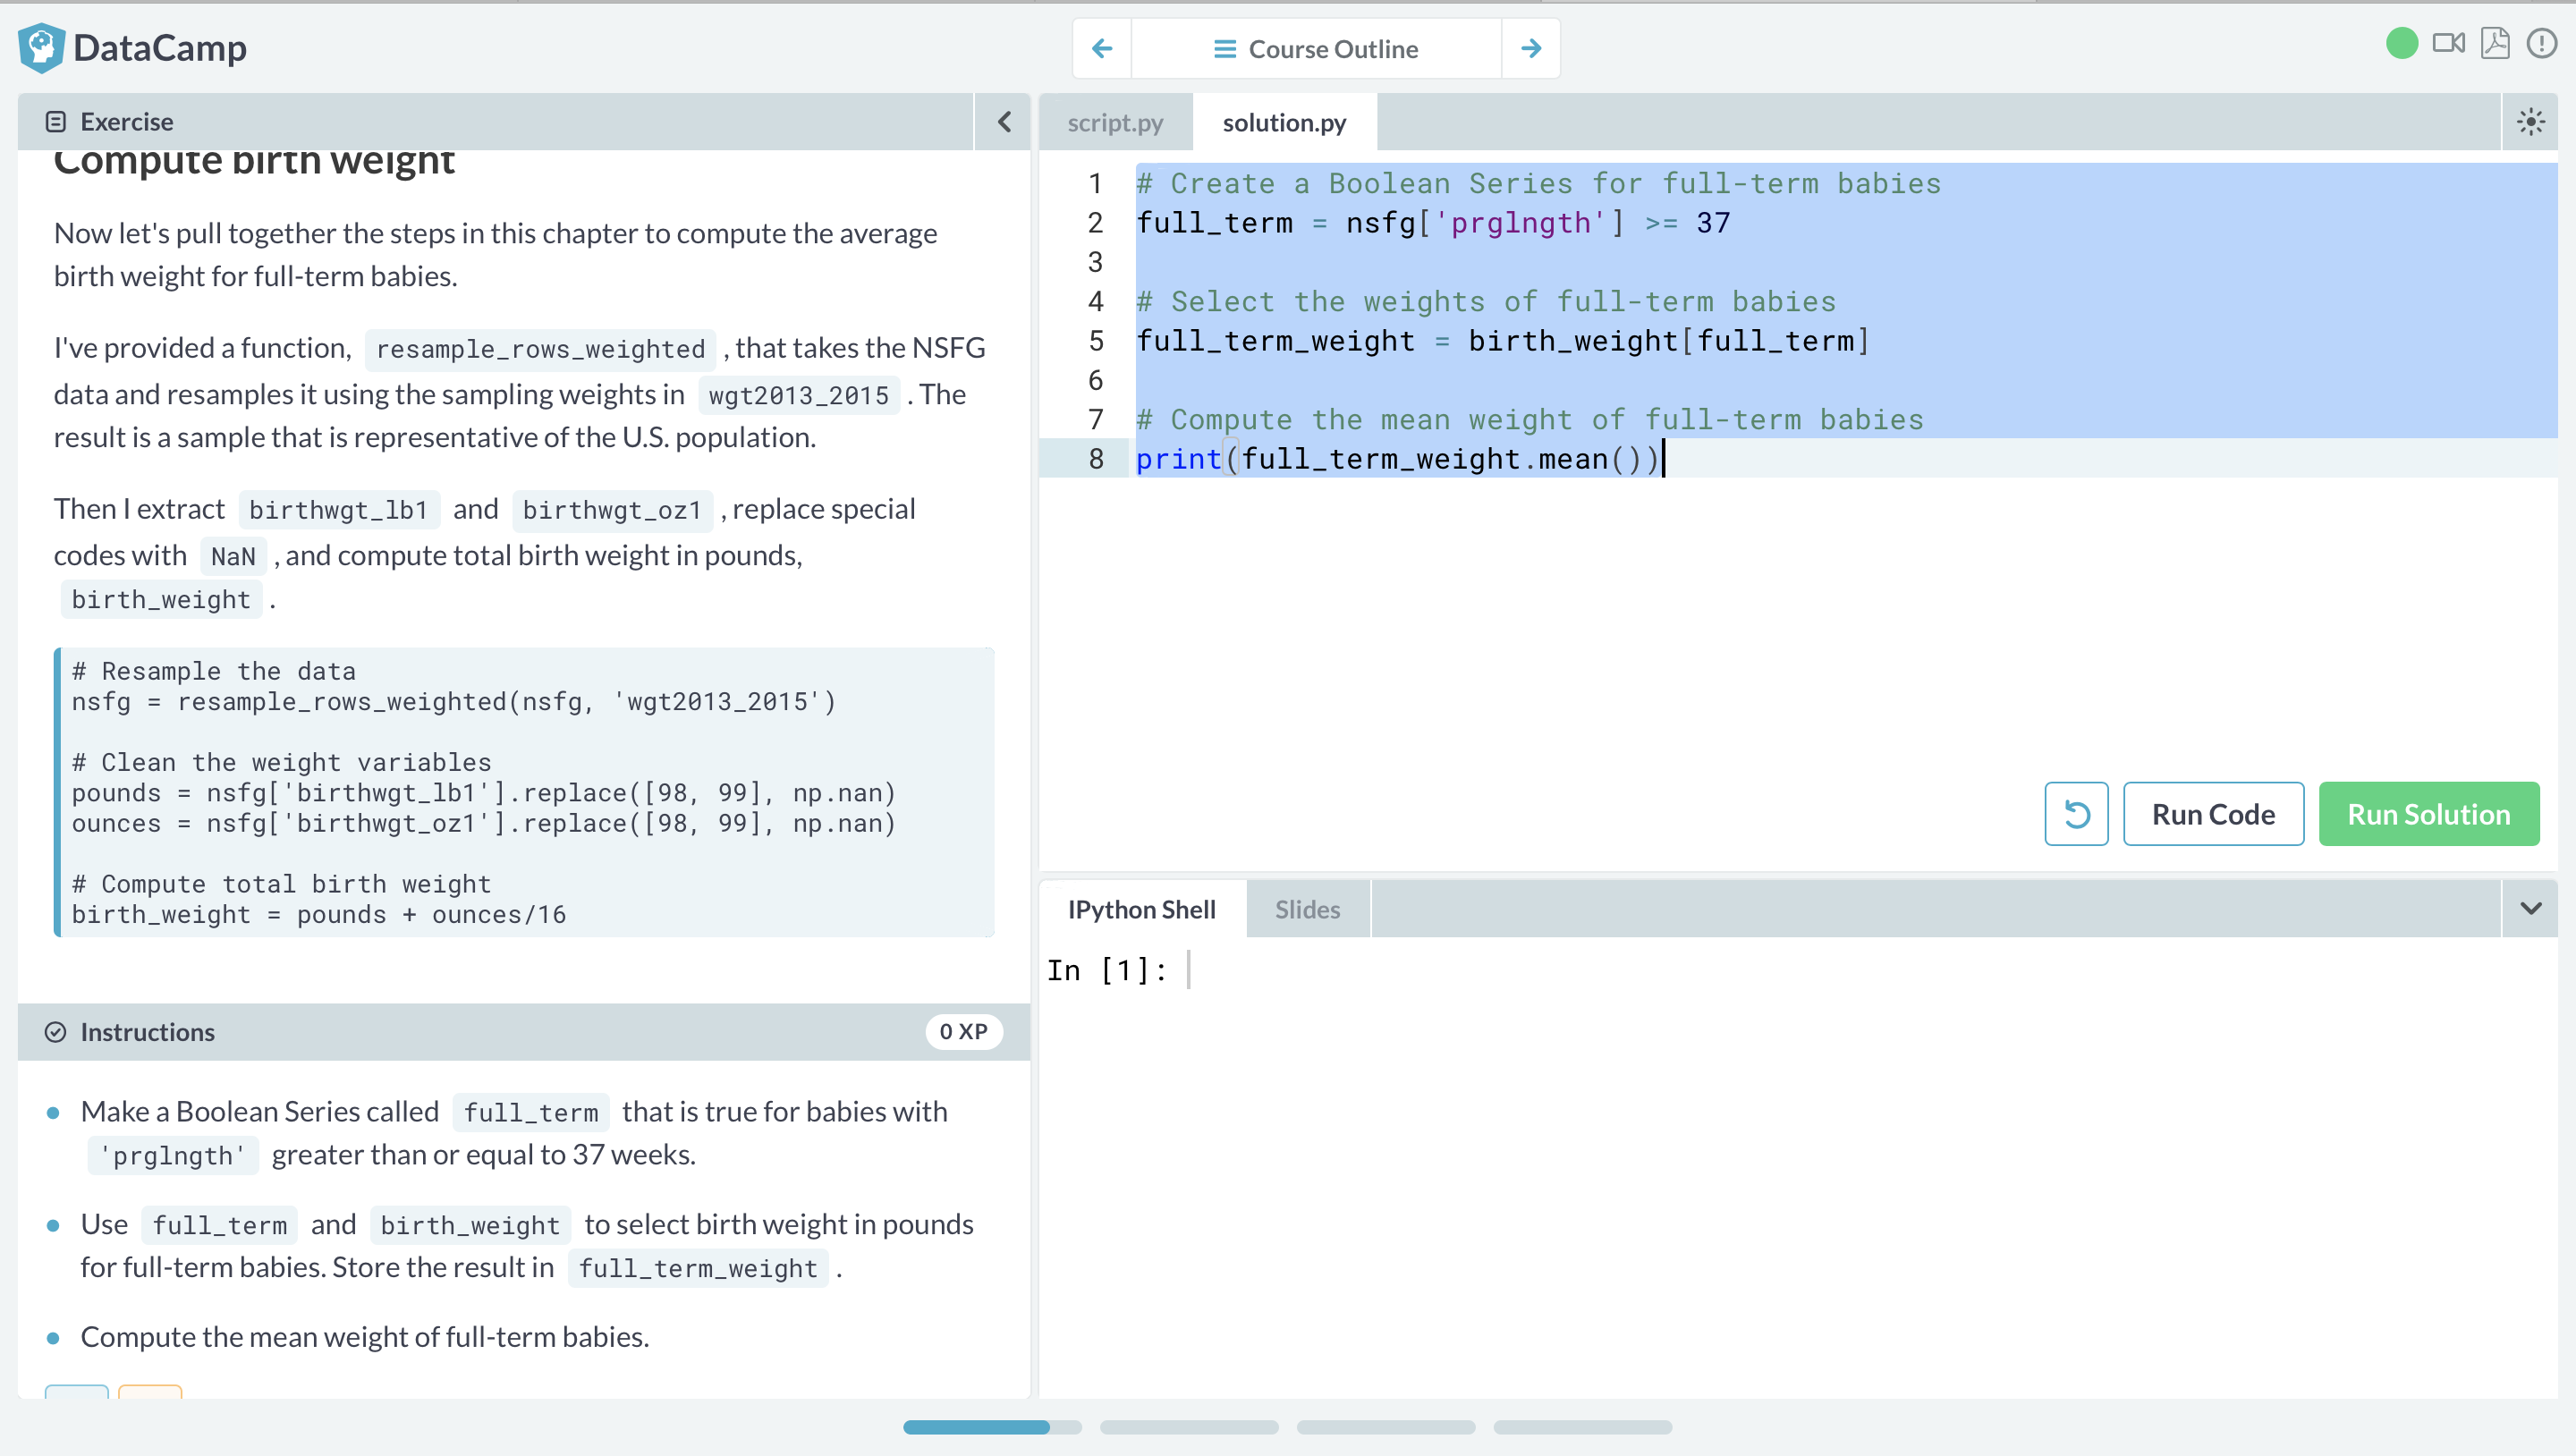 DataCamp
Course Outline
Exercise
Compute birth weight
Now let's pull together the steps in this chapter to compute the average
birth weight for full-term babies.
I've provided a function, resample_rows_weighted , that takes the NSFG
data and resamples it using the sampling weights in wgt2013_2015 . The
result is a sample that is representative of the U.S. population.
Then I extract birthwgt_lb1 and birthwgt_oz1 , replace special
codes with NaN , and compute total birth weight in pounds,
birth_weight .
# Resample the data
nsfg = resample_rows_weighted(nsfg, 'wgt2013_2015')
# Clean the weight variables
pounds = nsfg['birthwgt_lb1'].replace([98, 99], np.nan)
ounces = nsfg['birthwgt_oz1'].replace([98, 99], np.nan)
# Compute total birth weight
birth_weight = pounds + ounces/16
Instructions
0 XP
Make a Boolean Series called full_term that is true for babies with
'prglngth' greater than or equal to 37 weeks.
Use full_term and birth_weight to select birth weight in pounds
for full-term babies. Store the result in full_term_weight .
Compute the mean weight of full-term babies.
script.py
solution.py
1 # Create a Boolean Series for full-term babies
2 full_term = nsfg['prglngth'] >= 37
3
4 # Select the weights of full-term babies
5 full_term_weight = birth_weight[full_term]
6
7 # Compute the mean weight of full-term babies
8 print(full_term_weight.mean())
Run Code
Run Solution
IPython Shell
Slides
In [1]: